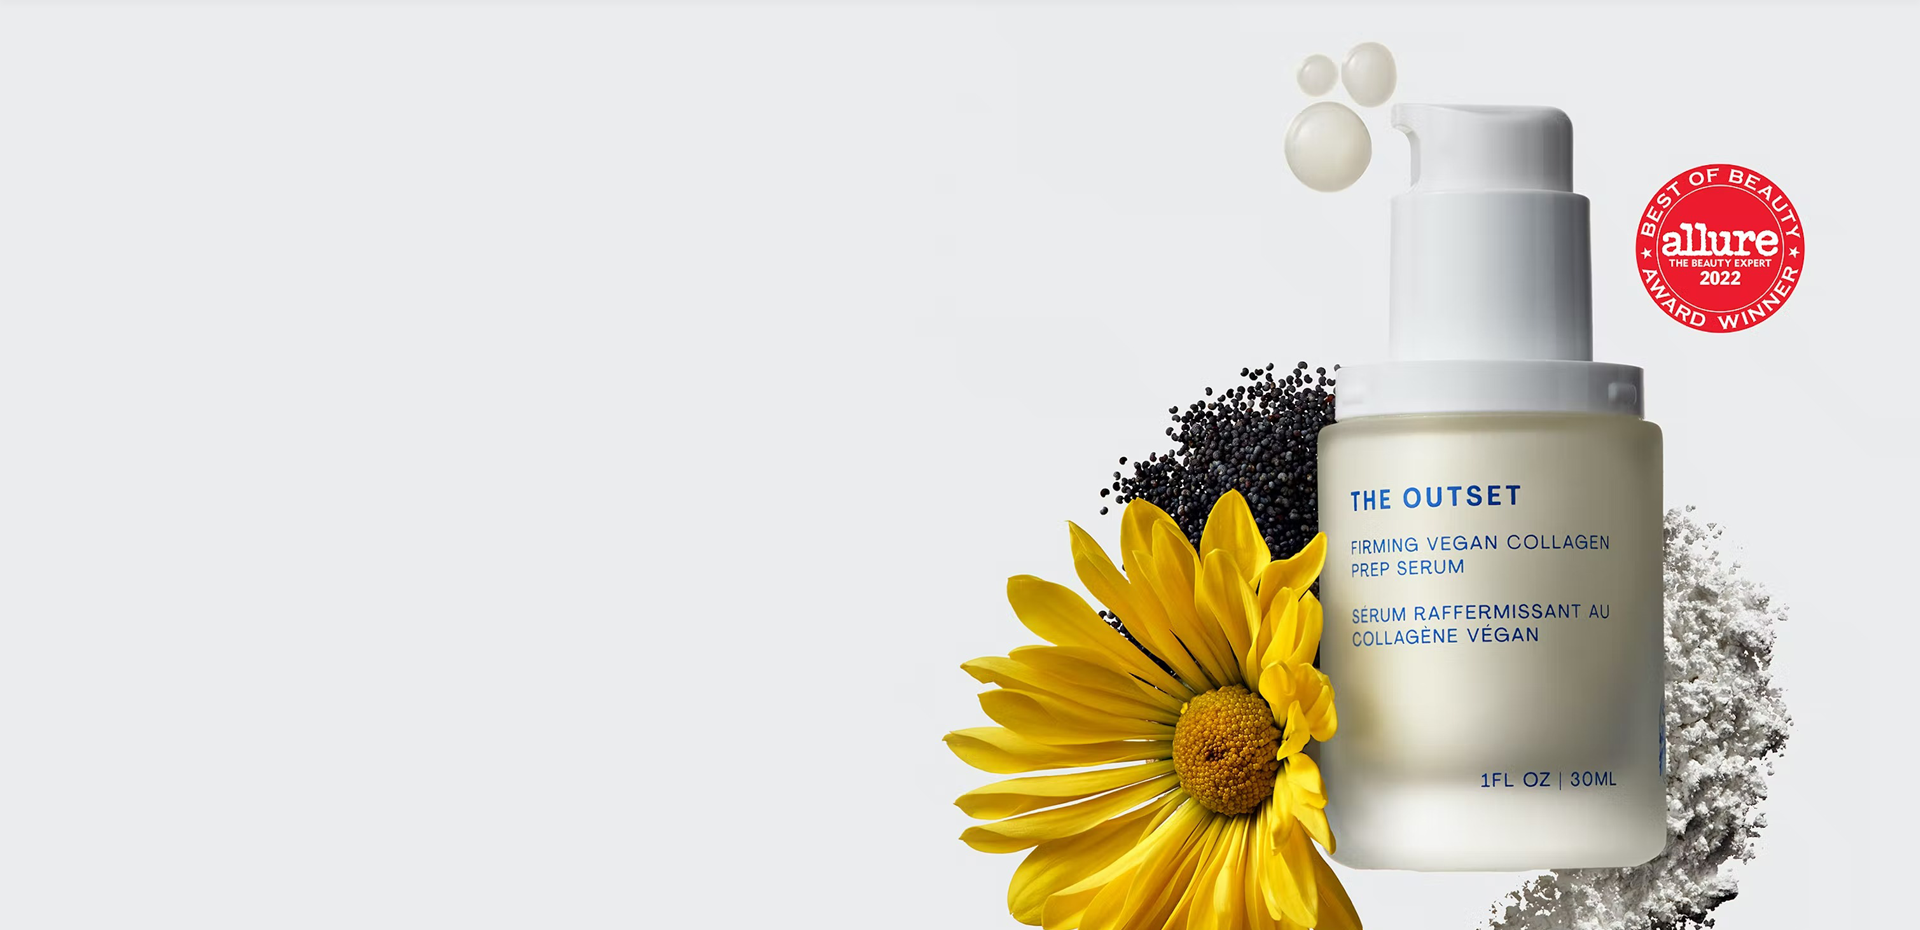 BEST OF BEAUTY
allure
THE BEAUTY EXPERT
2022
AWARD WINNER
THE OUTSET
FIRMING VEGAN COLLAGEN
PREP SERUM
SÉRUM RAFFERMISSANT AU
COLLAGÈNE VÉGAN
1FL OZ | 30ML